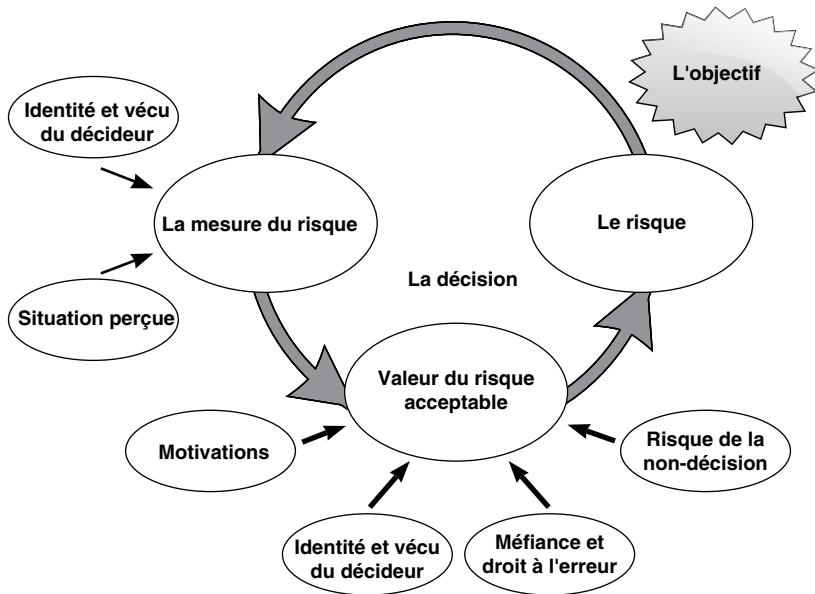 L'objectif
Identité et vécu
du décideur
La mesure du risque
Le risque
La décision
Situation perçue
Valeur du risque
acceptable
Motivations
Risque de la
non-décision
Identité et vécu
du décideur
Méfiance et
droit à l'erreur